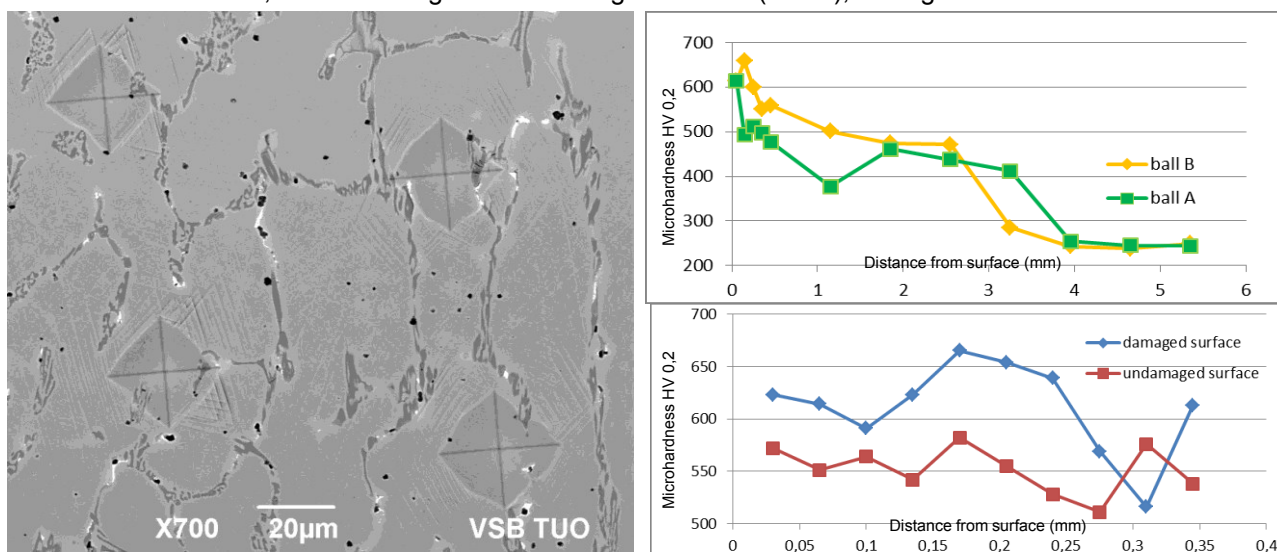 X700 20µm VSB TUO
Microhardness HV 0,2
700
600
500
400
300
200
ball B
ball A
Distance from surface (mm)
0 1 2 3 4 5 6
Microhardness HV 0,2
700
650
600
550
500
damaged surface
undamaged surface
Distance from surface (mm)
0 0,05 0,1 0,15 0,2 0,25 0,3 0,35 0,4